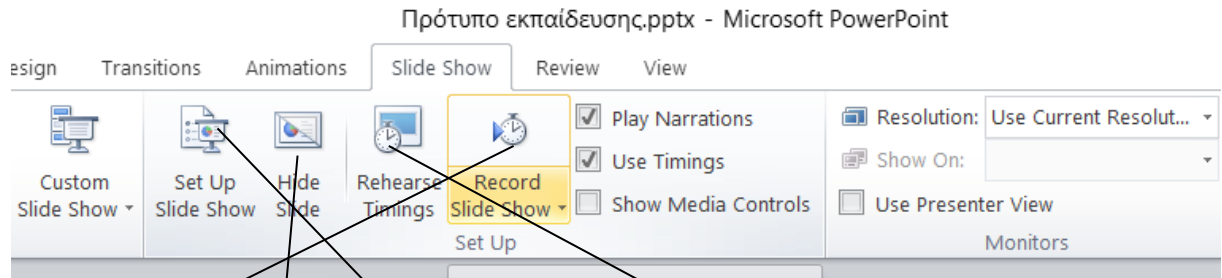 Πρότυπο εκπαίδευσης.pptx - Microsoft PowerPoint
esign Transitions Animations Slide Show Review View
Custom Slide Show
Set Up Slide Show
Hide Slide
Rehearse Timings
Record Slide Show
Play Narrations
Use Timings
Show Media Controls
Set Up
Resolution: Use Current Resolut...
Show On:
Use Presenter View
Monitors